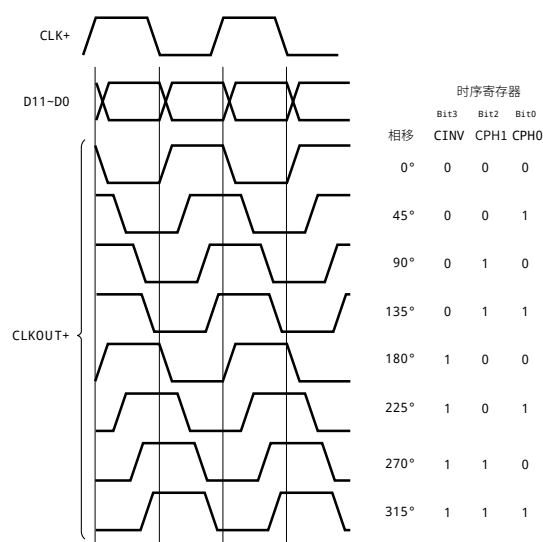 CLK+
D11~D0
时序寄存器
Bit3 Bit2 Bit0
相移 CINV CPH1 CPH0
0° 0 0 0
45° 0 0 1
90° 0 1 0
135° 0 1 1
CLKOUT+
180° 1 0 0
225° 1 0 1
270° 1 1 0
315° 1 1 1